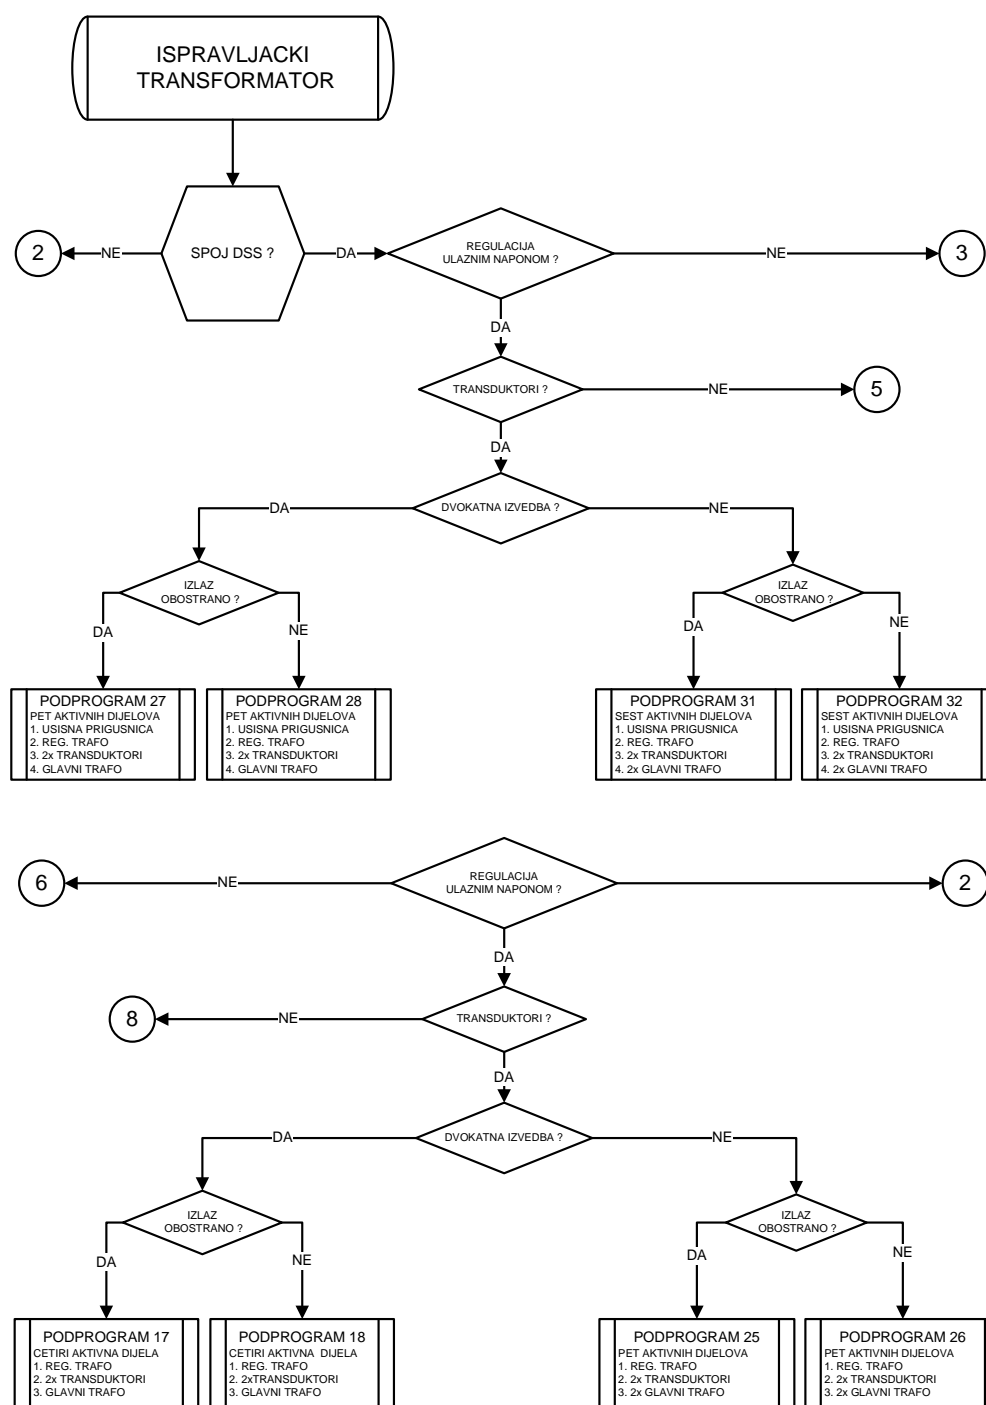 ISPRAVLJACKI
TRANSFORMATOR
2
NE
SPOJ DSS ?
DA
REGULACIJA
ULAZNIM NAPONOM ?
NE
3
DA
TRANSDUKTORI ?
NE
5
DA
DA
DVOKATNA IZVEDBA ?
NE
IZLAZ
OBOSTRANO ?
IZLAZ
OBOSTRANO ?
DA
NE
DA
NE
PODPROGRAM 27
PET AKTIVNIH DIJELOVA
1. USISNA PRIGUSNICA
2. REG. TRAFO
3. 2x TRANSDUKTORI
4. GLAVNI TRAFO
PODPROGRAM 28
PET AKTIVNIH DIJELOVA
1. USISNA PRIGUSNICA
2. REG. TRAFO
3. 2x TRANSDUKTORI
4. GLAVNI TRAFO
PODPROGRAM 31
SEST AKTIVNIH DIJELOVA
1. USISNA PRIGUSNICA
2. REG. TRAFO
3. 2x TRANSDUKTORI
4. 2x GLAVNI TRAFO
PODPROGRAM 32
SEST AKTIVNIH DIJELOVA
1. USISNA PRIGUSNICA
2. REG. TRAFO
3. 2x TRANSDUKTORI
4. 2x GLAVNI TRAFO
6
NE
REGULACIJA
ULAZNIM NAPONOM ?
2
DA
8
NE
TRANSDUKTORI ?
DA
DA
DVOKATNA IZVEDBA ?
NE
IZLAZ
OBOSTRANO ?
IZLAZ
OBOSTRANO ?
DA
NE
DA
NE
PODPROGRAM 17
CETIRI AKTIVNA DIJELA
1. REG. TRAFO
2. 2x TRANSDUKTORI
3. GLAVNI TRAFO
PODPROGRAM 18
CETIRI AKTIVNA DIJELA
1. REG. TRAFO
2. 2xTRANSDUKTORI
3. GLAVNI TRAFO
PODPROGRAM 25
PET AKTIVNIH DIJELOVA
1. REG. TRAFO
2. 2x TRANSDUKTORI
3. 2x GLAVNI TRAFO
PODPROGRAM 26
PET AKTIVNIH DIJELOVA
1. REG. TRAFO
2. 2x TRANSDUKTORI
3. 2x GLAVNI TRAFO